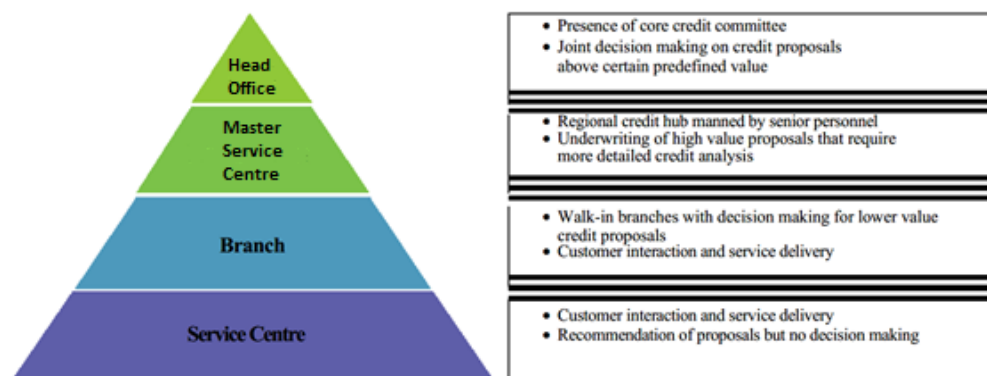 Head
Office
Master
Service
Centre
Branch
Service Centre
• Presence of core credit committee
• Joint decision making on credit proposals
above certain predefined value
• Regional credit hub manned by senior personnel
• Underwriting of high value proposals that require
more detailed credit analysis
• Walk-in branches with decision making for lower value
credit proposals
• Customer interaction and service delivery
• Customer interaction and service delivery
• Recommendation of proposals but no decision making